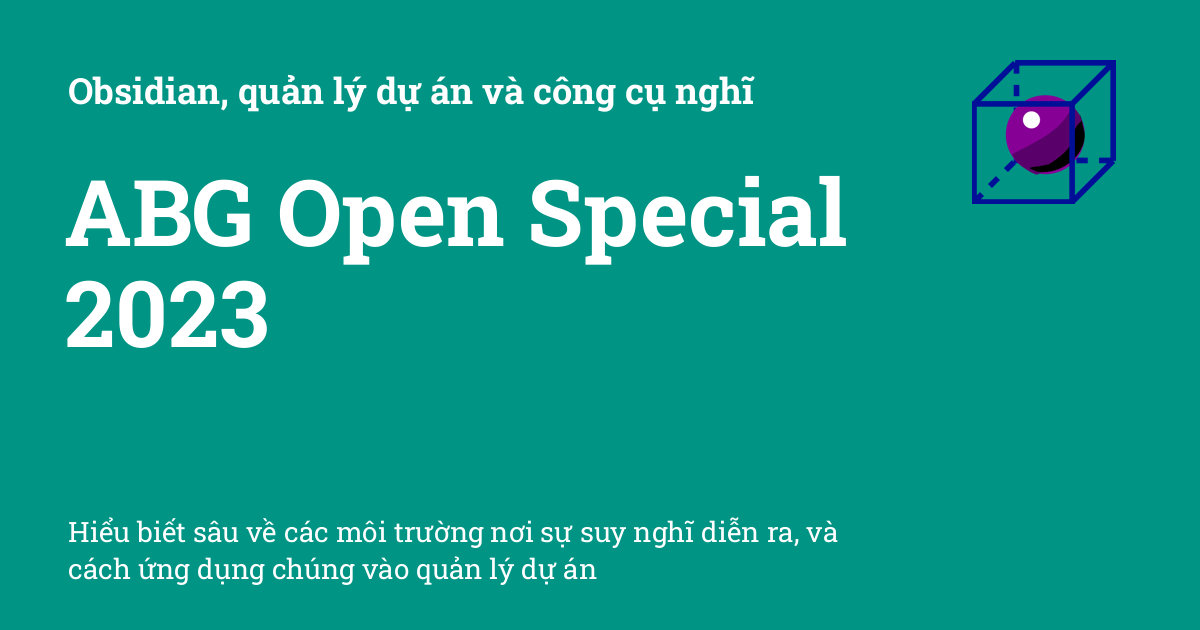 Obsidian, quản lý dự án và công cụ nghĩ
ABG Open Special
2023
Hiểu biết sâu về các môi trường nơi sự suy nghĩ diễn ra, và
cách ứng dụng chúng vào quản lý dự án